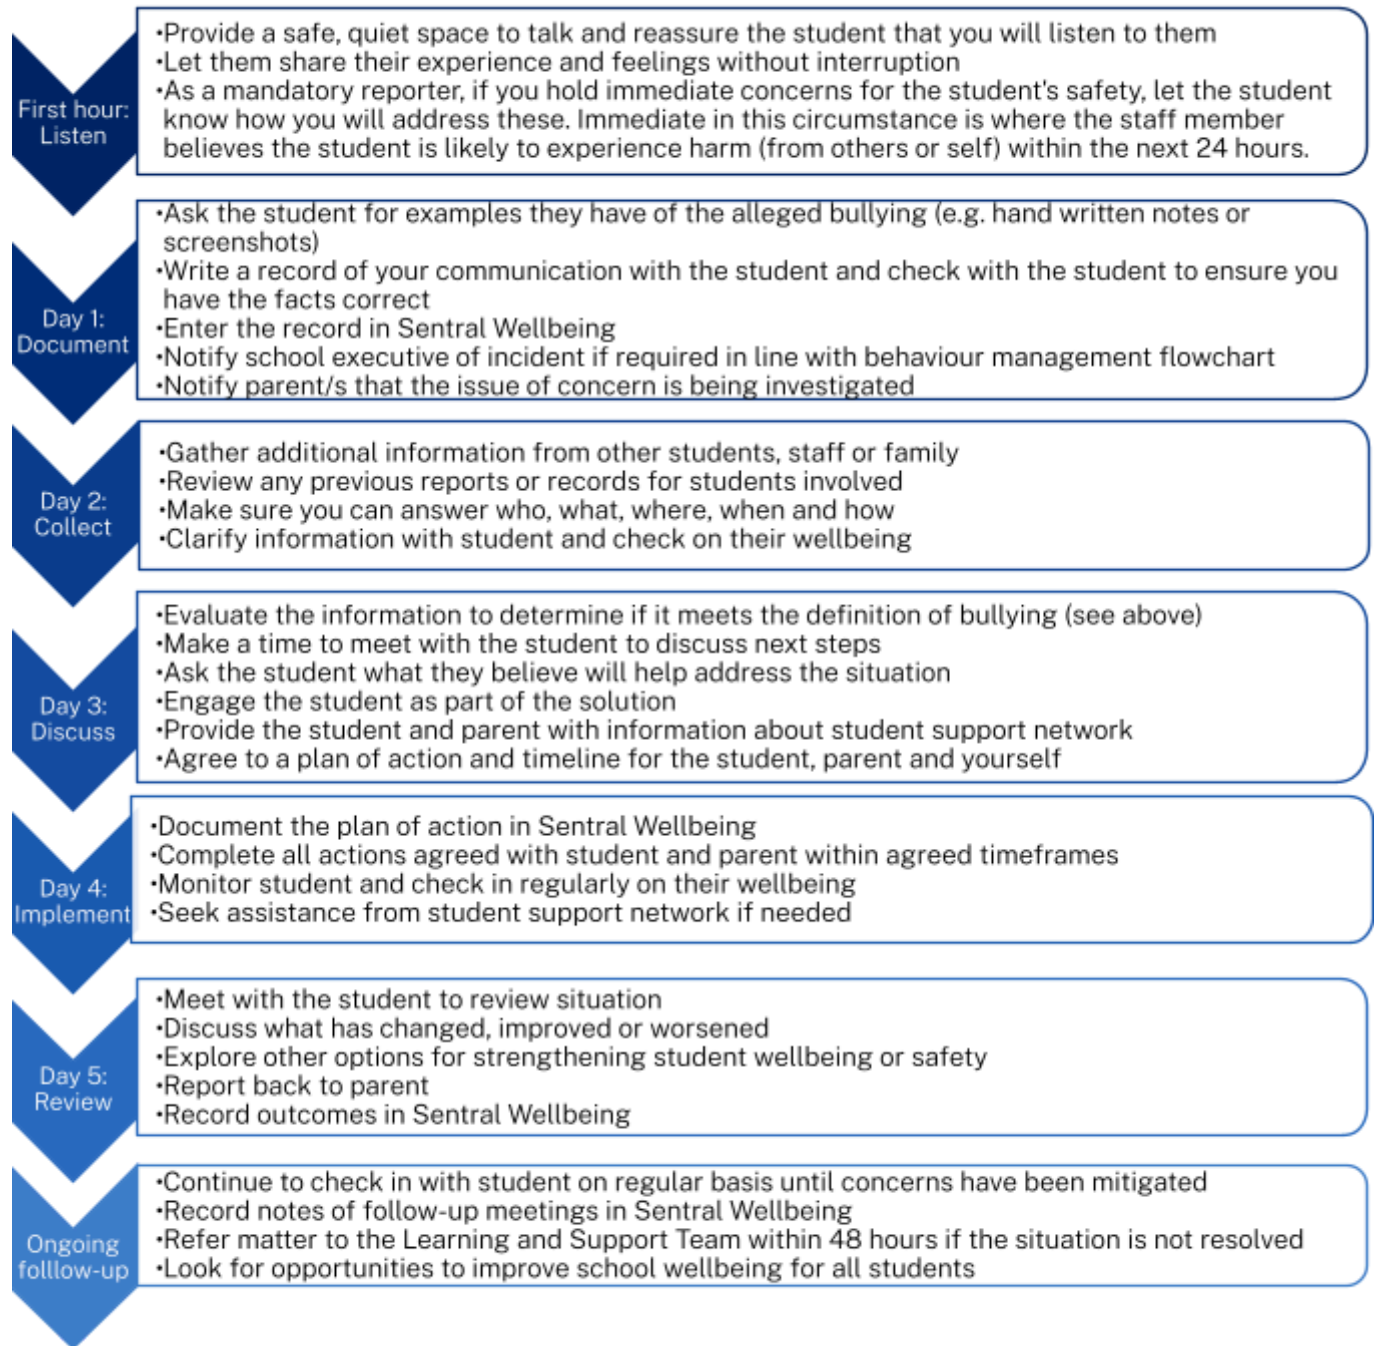 First hour:
Listen
•Provide a safe, quiet space to talk and reassure the student that you will listen to them
•Let them share their experience and feelings without interruption
•As a mandatory reporter, if you hold immediate concerns for the student's safety, let the student
know how you will address these. Immediate in this circumstance is where the staff member
believes the student is likely to experience harm (from others or self) within the next 24 hours.
Day 1:
Document
•Ask the student for examples they have of the alleged bullying (e.g. hand written notes or
screenshots)
•Write a record of your communication with the student and check with the student to ensure you
have the facts correct
•Enter the record in Sentral Wellbeing
•Notify school executive of incident if required in line with behaviour management flowchart
•Notify parent/s that the issue of concern is being investigated
Day 2:
Collect
•Gather additional information from other students, staff or family
•Review any previous reports or records for students involved
•Make sure you can answer who, what, where, when and how
•Clarify information with student and check on their wellbeing
Day 3:
Discuss
•Evaluate the information to determine if it meets the definition of bullying (see above)
•Make a time to meet with the student to discuss next steps
•Ask the student what they believe will help address the situation
•Engage the student as part of the solution
•Provide the student and parent with information about student support network
•Agree to a plan of action and timeline for the student, parent and yourself
Day 4:
Implement
•Document the plan of action in Sentral Wellbeing
•Complete all actions agreed with student and parent within agreed timeframes
•Monitor student and check in regularly on their wellbeing
•Seek assistance from student support network if needed
Day 5:
Review
•Meet with the student to review situation
•Discuss what has changed, improved or worsened
•Explore other options for strengthening student wellbeing or safety
•Report back to parent
•Record outcomes in Sentral Wellbeing
Ongoing
folllow-up
•Continue to check in with student on regular basis until concerns have been mitigated
•Record notes of follow-up meetings in Sentral Wellbeing
•Refer matter to the Learning and Support Team within 48 hours if the situation is not resolved
•Look for opportunities to improve school wellbeing for all students